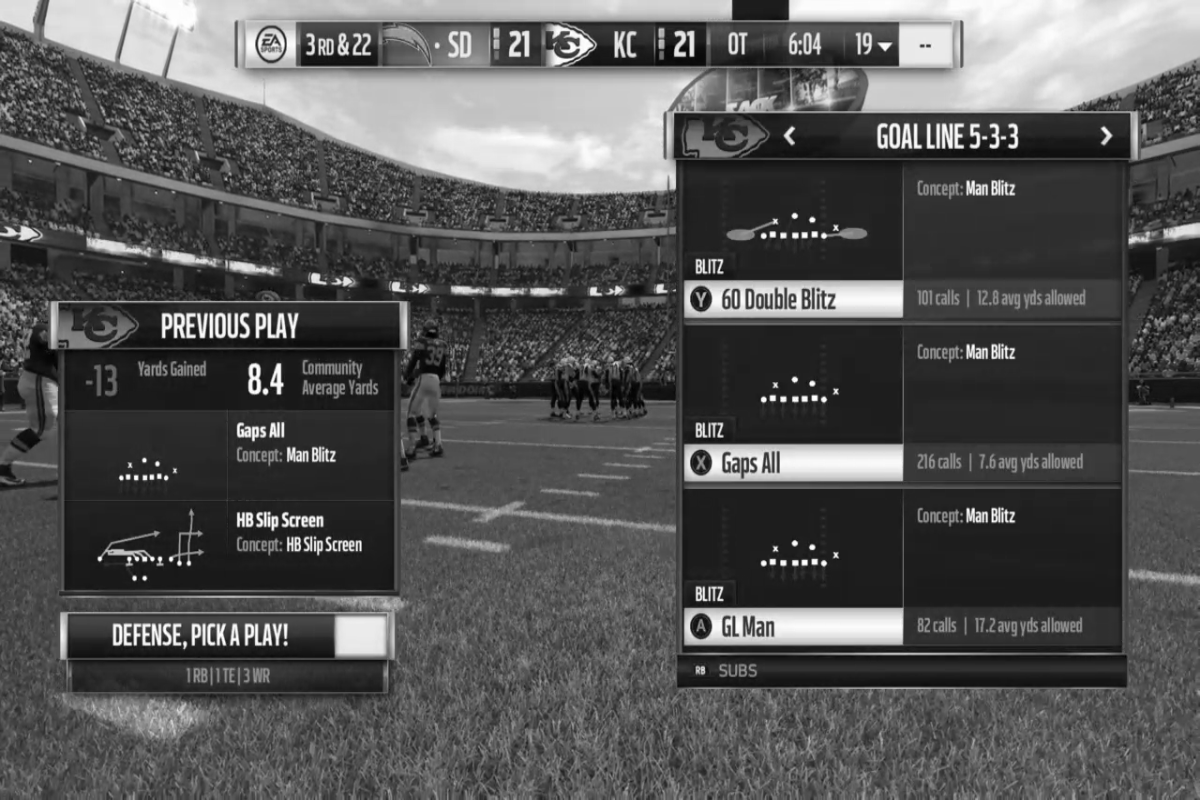 EA SPORTS 3RD & 22 SD 21 KC 21 OT 6:04 19 --
KC GOAL LINE 5-3-3
Concept: Man Blitz
BLITZ
Y 60 Double Blitz 101 calls | 12.8 avg yds allowed
Concept: Man Blitz
BLITZ
X Gaps All 216 calls | 7.6 avg yds allowed
Concept: Man Blitz
BLITZ
A GL Man 82 calls | 17.2 avg yds allowed
RB SUBS
KC PREVIOUS PLAY
-13 Yards Gained 8.4 Community
Average Yards
Gaps All
Concept: Man Blitz
HB Slip Screen
Concept: HB Slip Screen
DEFENSE, PICK A PLAY!
1 RB | 1 TE | 3 WR